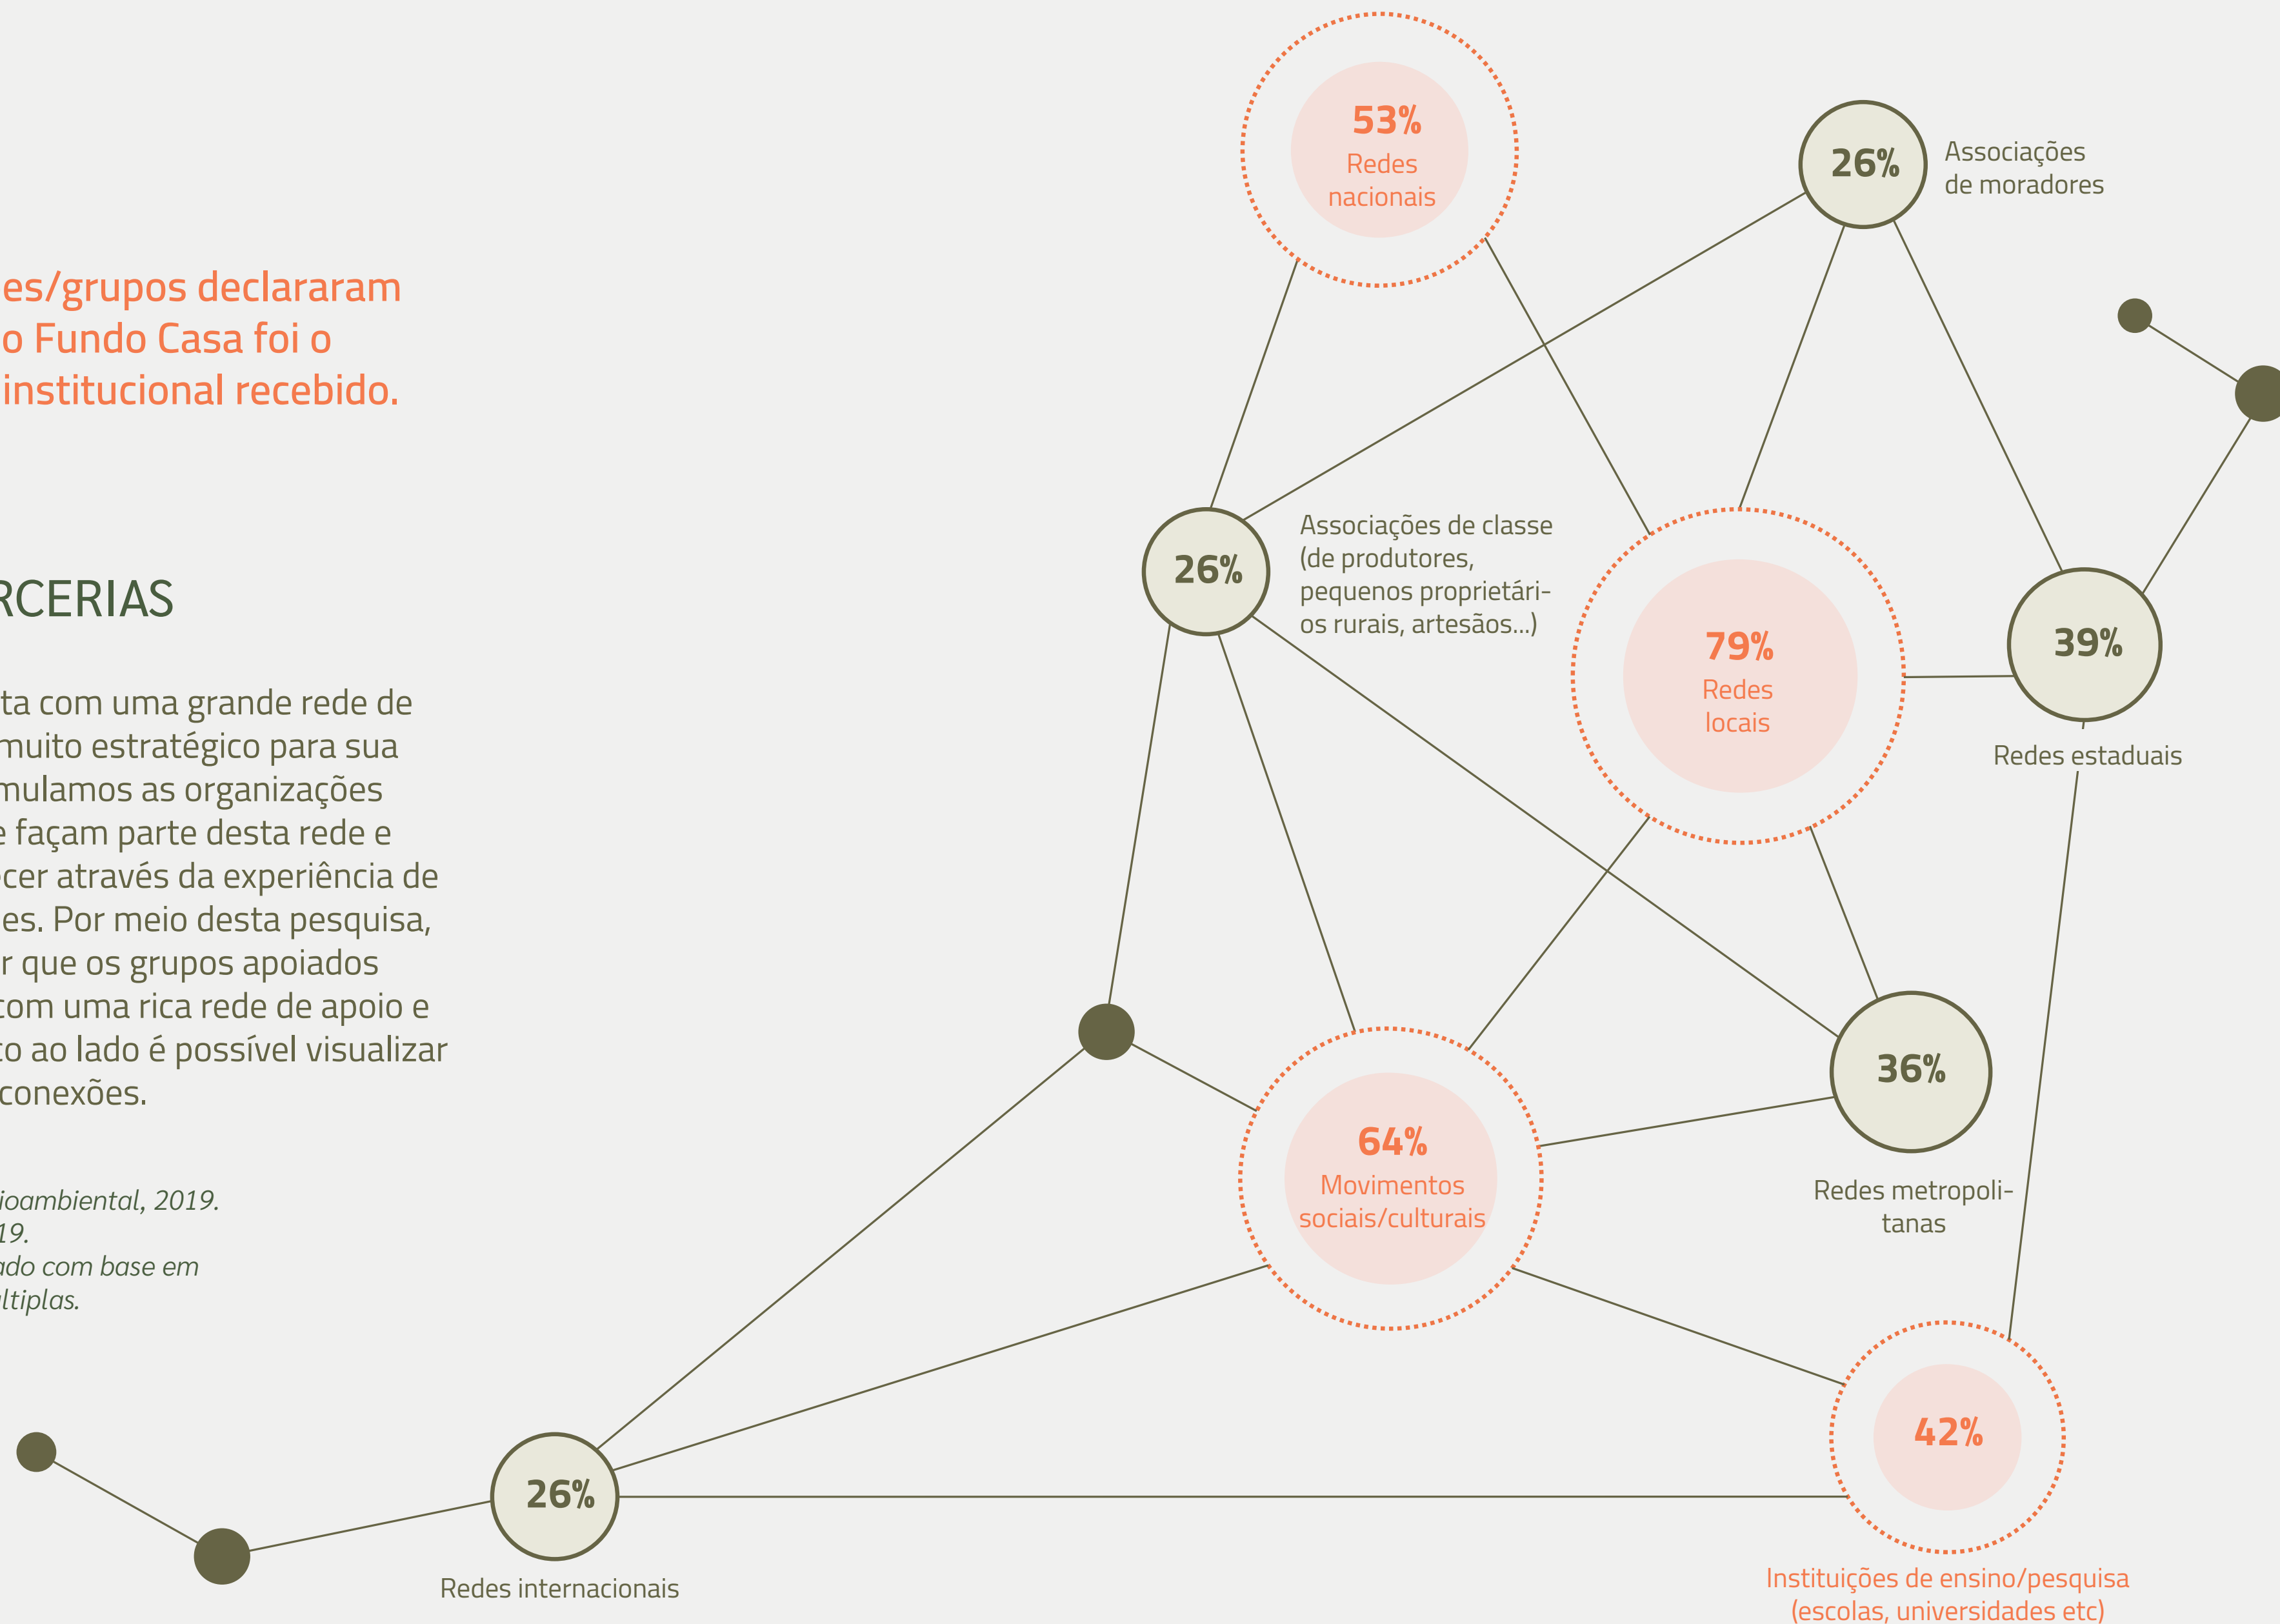 es/grupos declararam
o Fundo Casa foi o
institucional recebido.
RCERIAS
ta com uma grande rede de
muito estratégico para sua
mulamos as organizações
e façam parte desta rede e
cer através da experiência de
es. Por meio desta pesquisa,
r que os grupos apoiados
com uma rica rede de apoio e
to ao lado é possível visualizar
conexões.
ioambiental, 2019.
19.
ado com base em
ltiplas.
53%
Redes
nacionais
26%
Associações
de moradores
26%
Associações de classe
(de produtores,
pequenos proprietári-
os rurais, artesãos...)
79%
Redes
locais
39%
Redes estaduais
64%
Movimentos
sociais/culturais
36%
Redes metropoli-
tanas
26%
Redes internacionais
42%
Instituições de ensino/pesquisa
(escolas, universidades etc)